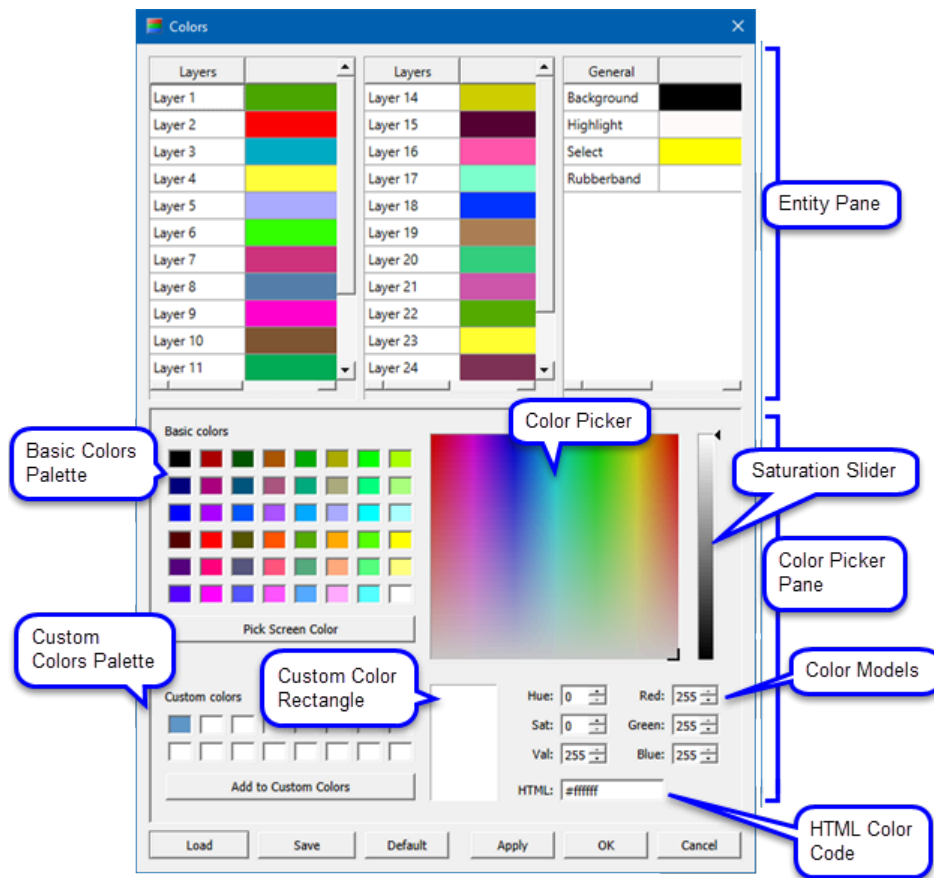 Colors
Layers
Layer 1
Layer 2
Layer 3
Layer 4
Layer 5
Layer 6
Layer 7
Layer 8
Layer 9
Layer 10
Layer 11
Layers
Layer 14
Layer 15
Layer 16
Layer 17
Layer 18
Layer 19
Layer 20
Layer 21
Layer 22
Layer 23
Layer 24
General
Background
Highlight
Select
Rubberband
Entity Pane
Basic colors
Basic Colors
Palette
Color Picker
Saturation Slider
Color Picker
Pane
Pick Screen Color
Custom
Colors Palette
Custom colors
Custom Color
Rectangle
Add to Custom Colors
Hue: 0
Sat: 0
Val: 255
Red: 255
Green: 255
Blue: 255
Color Models
HTML: #ffffff
HTML Color
Code
Load
Save
Default
Apply
OK
Cancel